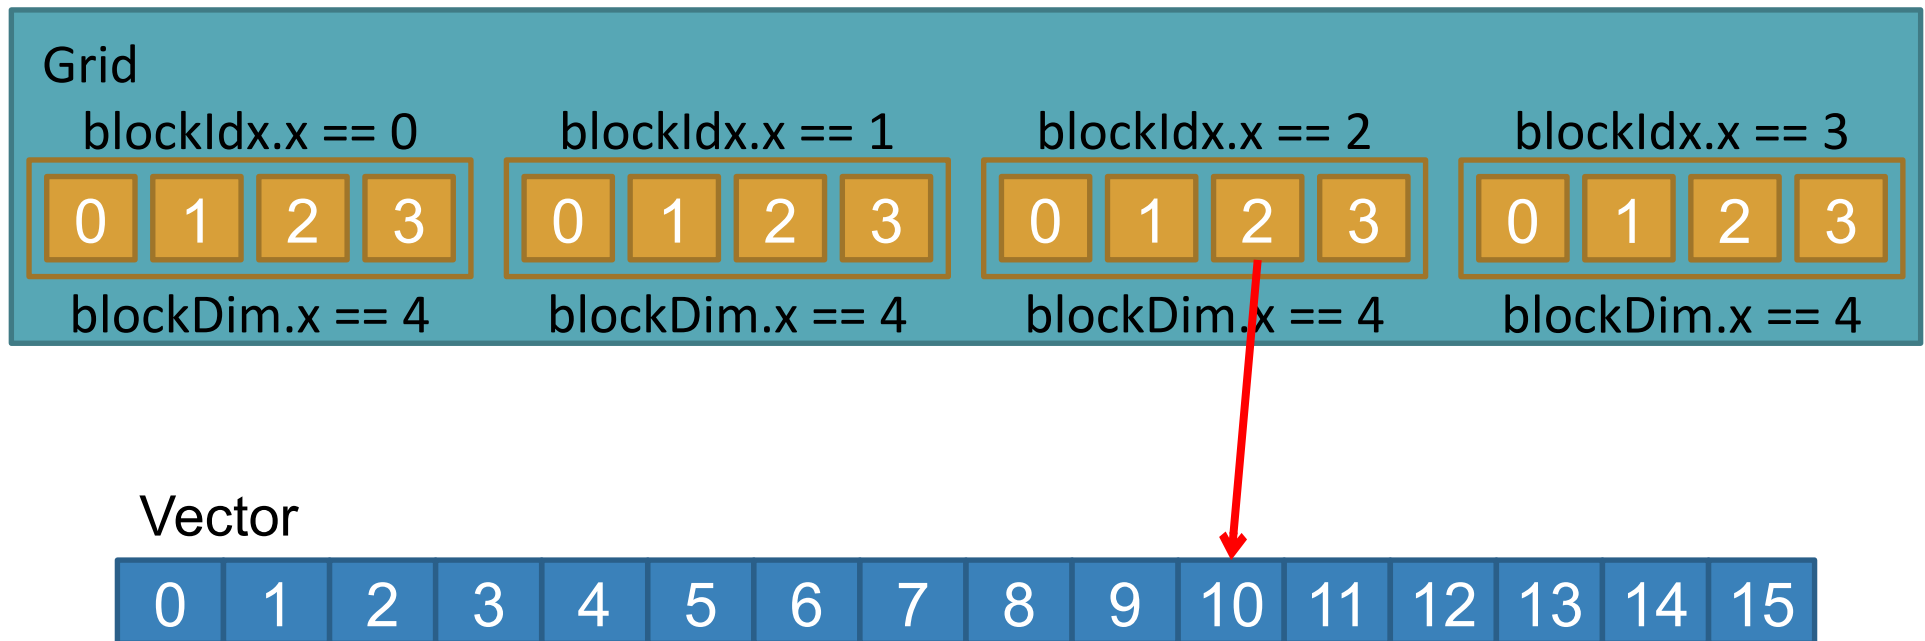 Grid
blockIdx.x == 0 blockIdx.x == 1 blockIdx.x == 2 blockIdx.x == 3
0 1 2 3 0 1 2 3 0 1 2 3 0 1 2 3
blockDim.x == 4 blockDim.x == 4 blockDim.x == 4 blockDim.x == 4
Vector
0 1 2 3 4 5 6 7 8 9 10 11 12 13 14 15